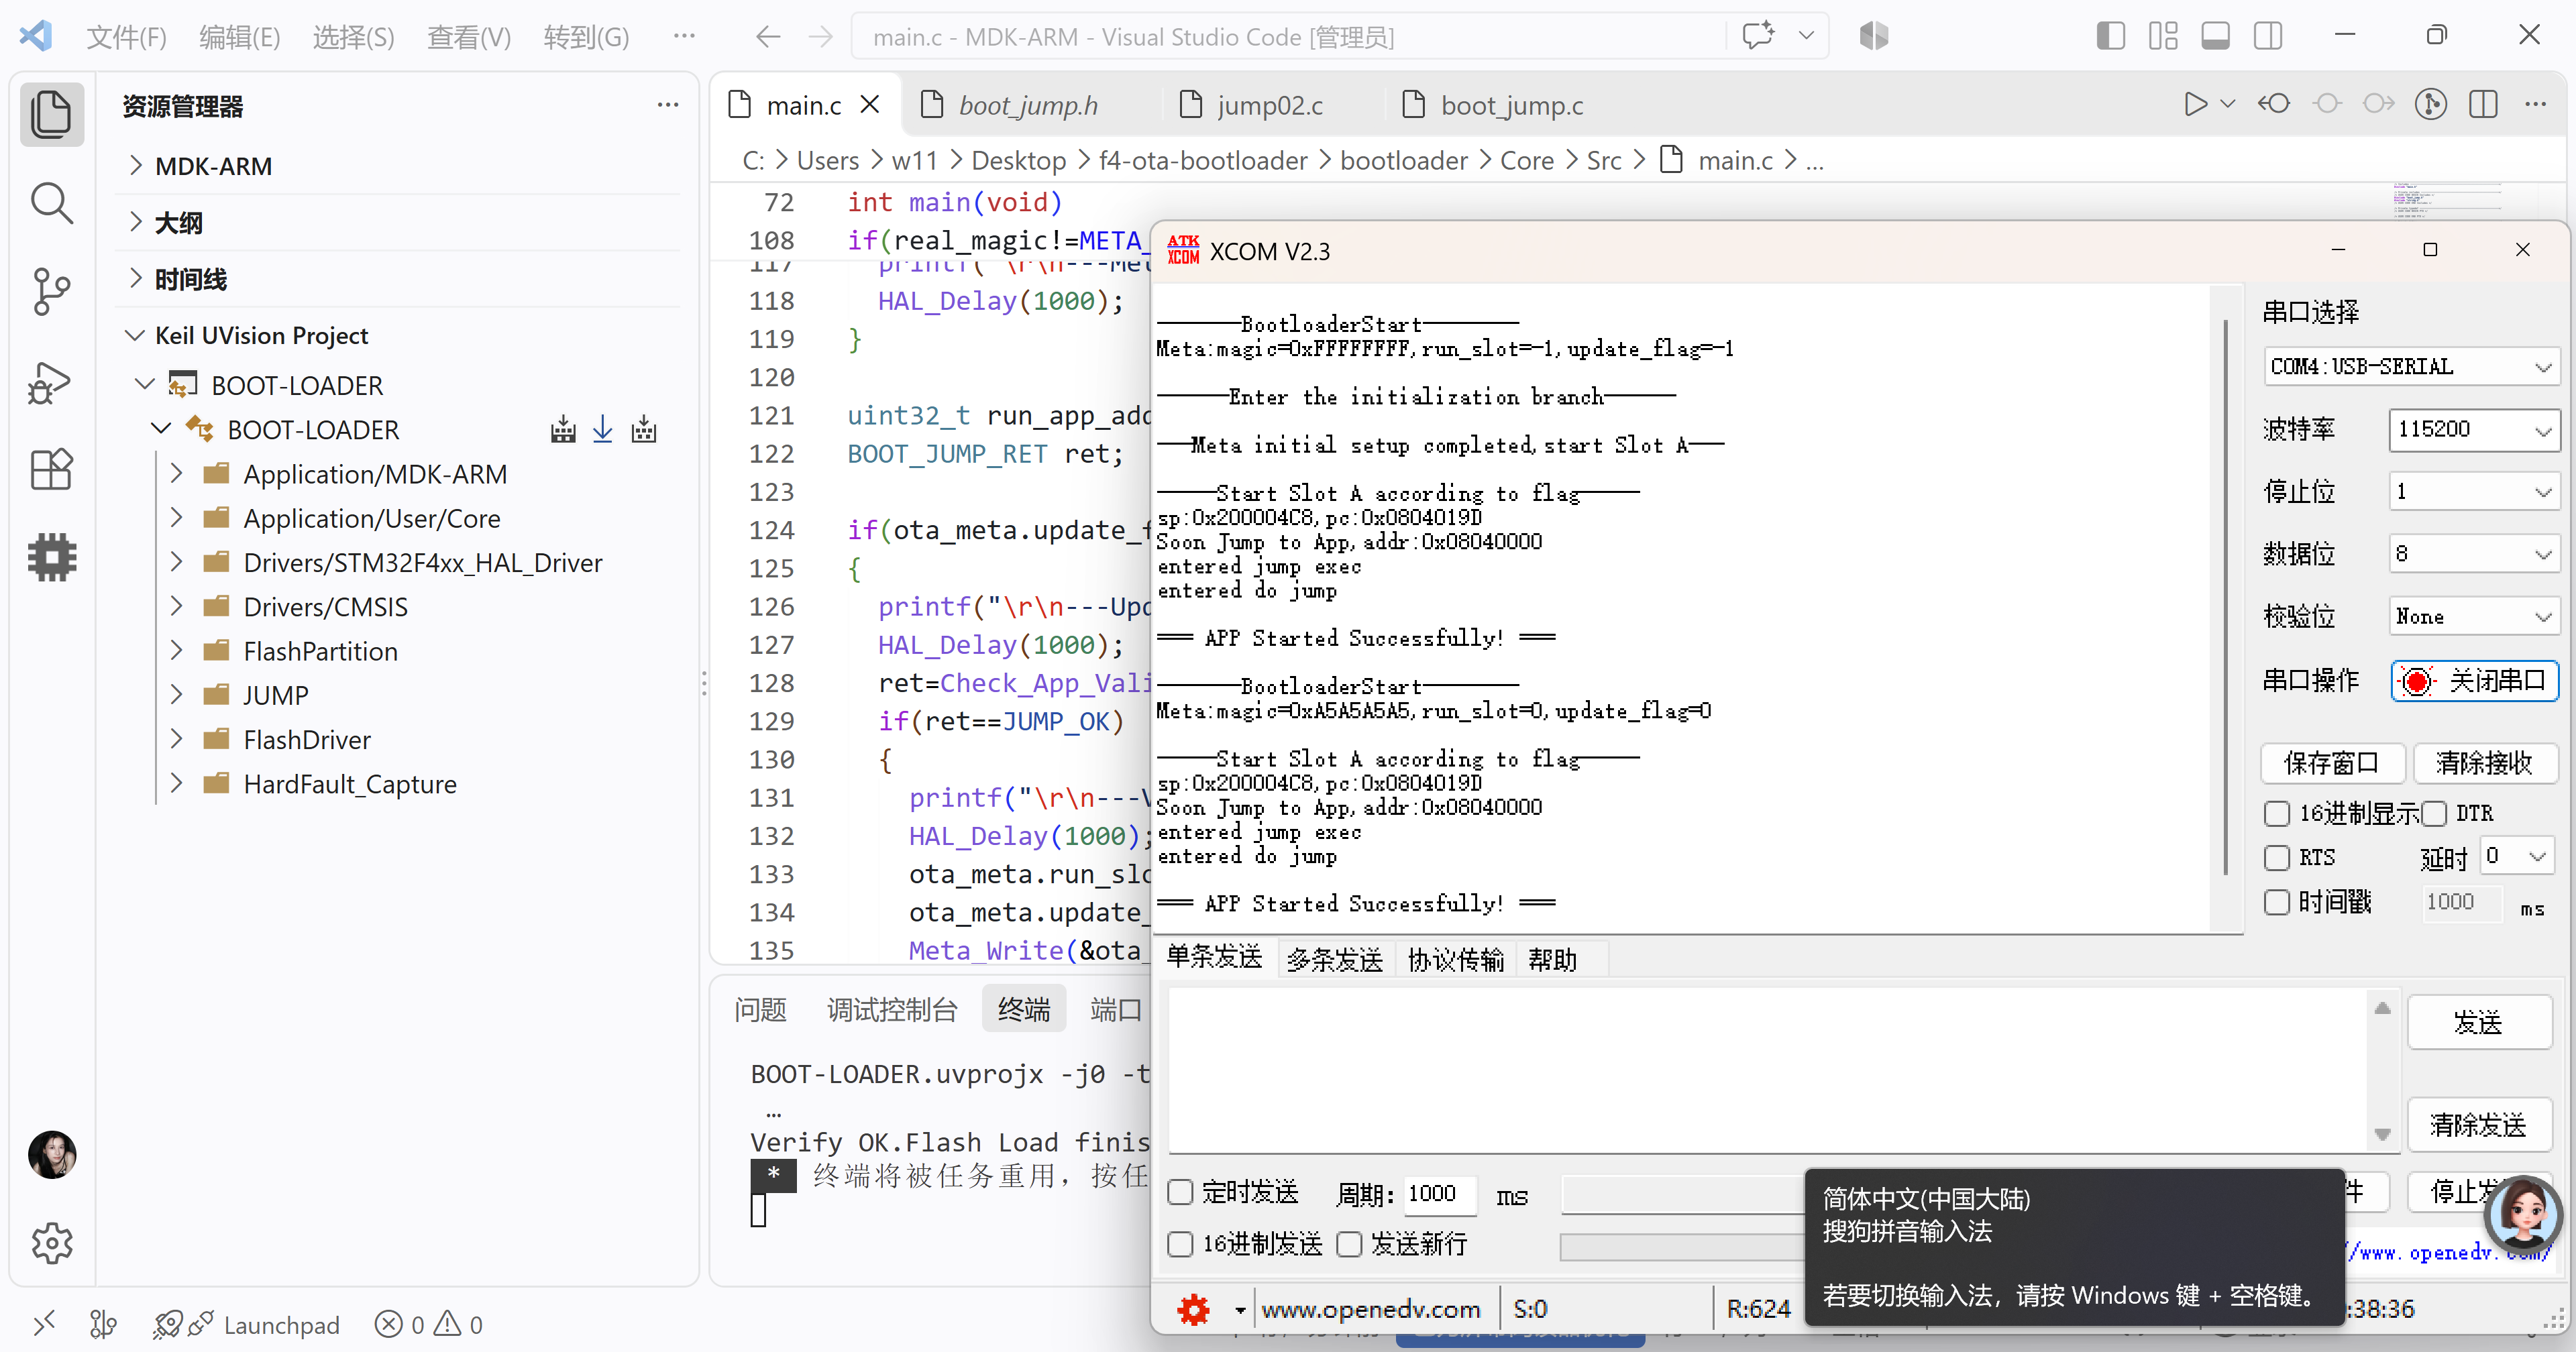 文件(F) 编辑(E) 选择(S) 查看(V) 转到(G) ··· main.c - MDK-ARM - Visual Studio Code [管理员]
资源管理器 ···
MDK-ARM
大纲
时间线
Keil UVision Project
BOOT-LOADER
BOOT-LOADER
Application/MDK-ARM
Application/User/Core
Drivers/STM32F4xx_HAL_Driver
Drivers/CMSIS
FlashPartition
JUMP
FlashDriver
HardFault_Capture
main.c boot_jump.h jump02.c boot_jump.c
C: > Users > w11 > Desktop > f4-ota-bootloader > bootloader > Core > Src > main.c > ...
72 int main(void)
108 if(real_magic!=META_
117 printf("\r\n---Met
118 HAL_Delay(1000);
119 }
120
121 uint32_t run_app_add
122 BOOT_JUMP_RET ret;
123
124 if(ota_meta.update_f
125 {
126 printf("\r\n---Upd
127 HAL_Delay(1000);
128 ret=Check_App_Vali
129 if(ret==JUMP_OK)
130 {
131 printf("\r\n---V
132 HAL_Delay(1000);
133 ota_meta.run_slo
134 ota_meta.update_
135 Meta_Write(&ota_
问题 调试控制台 终端 端口
BOOT-LOADER.uvprojx -j0 -t
…
Verify OK.Flash Load finis
* 终端将被任务重用，按任
Launchpad 0 0
ATK XCOM XCOM V2.3
———————BootloaderStart————————
Meta:magic=0xFFFFFFFF,run_slot=-1,update_flag=-1
——————Enter the initialization branch——————
———Meta initial setup completed,start Slot A———
—————Start Slot A according to flag—————
sp:0x200004C8,pc:0x0804019D
Soon Jump to App,addr:0x08040000
entered jump exec
entered do jump
=== APP Started Successfully! ===
———————BootloaderStart————————
Meta:magic=0xA5A5A5A5,run_slot=0,update_flag=0
—————Start Slot A according to flag—————
sp:0x200004C8,pc:0x0804019D
Soon Jump to App,addr:0x08040000
entered jump exec
entered do jump
=== APP Started Successfully! ===
串口选择
COM4:USB-SERIAL
波特率 115200
停止位 1
数据位 8
校验位 None
串口操作 关闭串口
保存窗口 清除接收
16进制显示 DTR
RTS 延时 0
时间戳 1000 ms
单条发送 多条发送 协议传输 帮助
发送
清除发送
定时发送 周期: 1000 ms 件 停止发
16进制发送 发送新行
www.openedv.com S:0 R:624 :38:36
简体中文(中国大陆)
搜狗拼音输入法
若要切换输入法，请按 Windows 键 + 空格键。
//www.openedv.com/